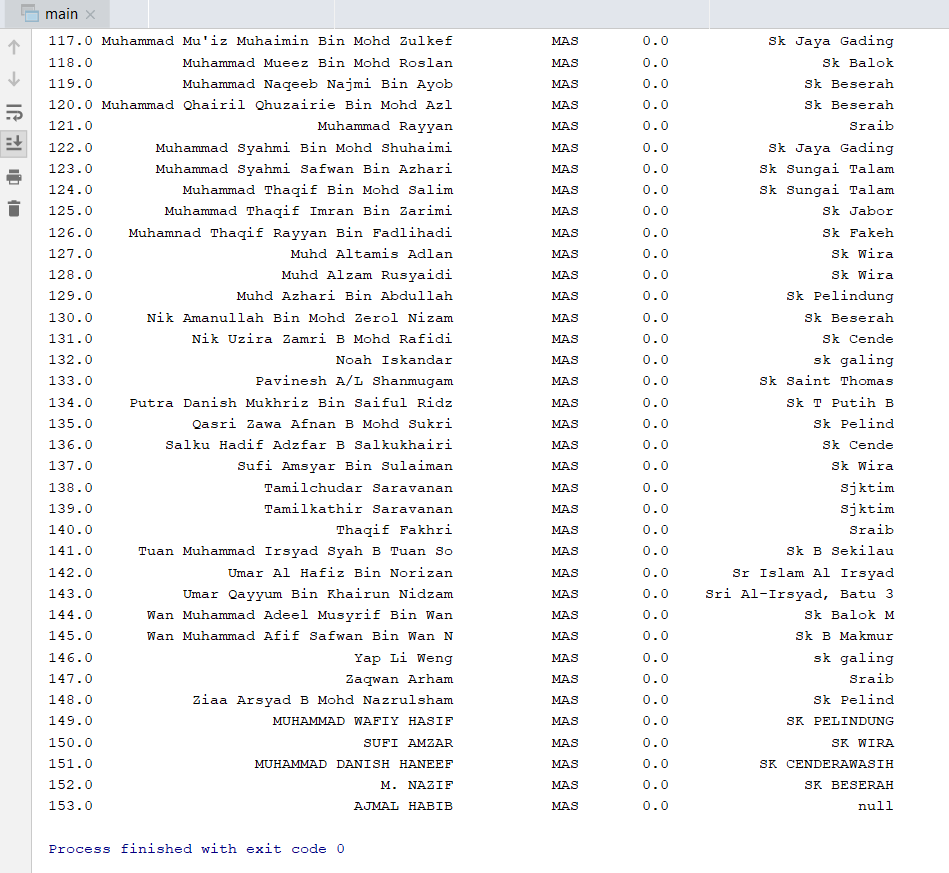 main
117.0 Muhammad Mu'iz Muhaimin Bin Mohd Zulkef MAS 0.0 Sk Jaya Gading
118.0 Muhammad Mueez Bin Mohd Roslan MAS 0.0 Sk Balok
119.0 Muhammad Naqeeb Najmi Bin Ayob MAS 0.0 Sk Beserah
120.0 Muhammad Qhairil Qhuzairie Bin Mohd Azl MAS 0.0 Sk Beserah
121.0 Muhammad Rayyan MAS 0.0 Sraib
122.0 Muhammad Syahmi Bin Mohd Shuhaimi MAS 0.0 Sk Jaya Gading
123.0 Muhammad Syahmi Safwan Bin Azhari MAS 0.0 Sk Sungai Talam
124.0 Muhammad Thaqif Bin Mohd Salim MAS 0.0 Sk Sungai Talam
125.0 Muhammad Thaqif Imran Bin Zarimi MAS 0.0 Sk Jabor
126.0 Muhamnad Thaqif Rayyan Bin Fadlihadi MAS 0.0 Sk Fakeh
127.0 Muhd Altamis Adlan MAS 0.0 Sk Wira
128.0 Muhd Alzam Rusyaidi MAS 0.0 Sk Wira
129.0 Muhd Azhari Bin Abdullah MAS 0.0 Sk Pelindung
130.0 Nik Amanullah Bin Mohd Zerol Nizam MAS 0.0 Sk Beserah
131.0 Nik Uzira Zamri B Mohd Rafidi MAS 0.0 Sk Cende
132.0 Noah Iskandar MAS 0.0 sk galing
133.0 Pavinesh A/L Shanmugam MAS 0.0 Sk Saint Thomas
134.0 Putra Danish Mukhriz Bin Saiful Ridz MAS 0.0 Sk T Putih B
135.0 Qasri Zawa Afnan B Mohd Sukri MAS 0.0 Sk Pelind
136.0 Salku Hadif Adzfar B Salkukhairi MAS 0.0 Sk Cende
137.0 Sufi Amsyar Bin Sulaiman MAS 0.0 Sk Wira
138.0 Tamilchudar Saravanan MAS 0.0 Sjktim
139.0 Tamilkathir Saravanan MAS 0.0 Sjktim
140.0 Thaqif Fakhri MAS 0.0 Sraib
141.0 Tuan Muhammad Irsyad Syah B Tuan So MAS 0.0 Sk B Sekilau
142.0 Umar Al Hafiz Bin Norizan MAS 0.0 Sr Islam Al Irsyad
143.0 Umar Qayyum Bin Khairun Nidzam MAS 0.0 Sri Al-Irsyad, Batu 3
144.0 Wan Muhammad Adeel Musyrif Bin Wan MAS 0.0 Sk Balok M
145.0 Wan Muhammad Afif Safwan Bin Wan N MAS 0.0 Sk B Makmur
146.0 Yap Li Weng MAS 0.0 sk galing
147.0 Zaqwan Arham MAS 0.0 Sraib
148.0 Ziaa Arsyad B Mohd Nazrulsham MAS 0.0 Sk Pelind
149.0 MUHAMMAD WAFIY HASIF MAS 0.0 SK PELINDUNG
150.0 SUFI AMZAR MAS 0.0 SK WIRA
151.0 MUHAMMAD DANISH HANEEF MAS 0.0 SK CENDERAWASIH
152.0 M. NAZIF MAS 0.0 SK BESERAH
153.0 AJMAL HABIB MAS 0.0 null
Process finished with exit code 0